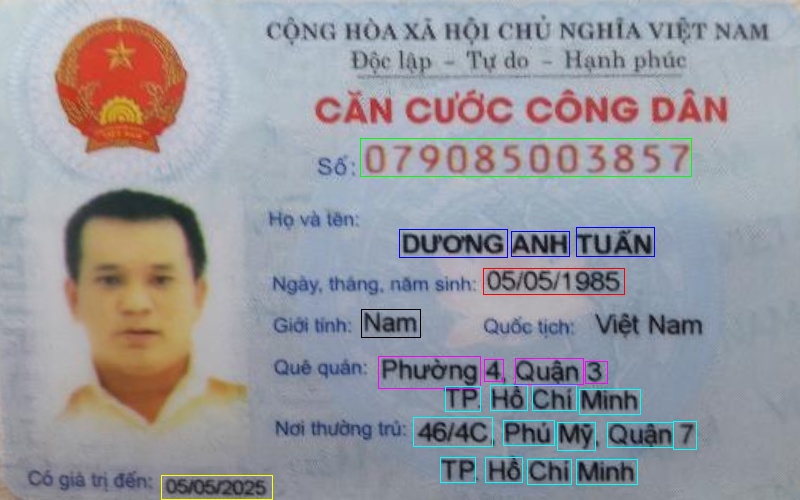 CỘNG HÒA XÃ HỘI CHỦ NGHĨA VIỆT NAM
Độc lập - Tự do - Hạnh phúc
CĂN CƯỚC CÔNG DÂN
Số: 079085003857
Họ và tên:
DƯƠNG ANH TUẤN
Ngày, tháng, năm sinh: 05/05/1985
Giới tính: Nam Quốc tịch: Việt Nam
Quê quán: Phường 4, Quận 3
TP. Hồ Chí Minh
Nơi thường trú: 46/4C, Phú Mỹ, Quận 7
TP. Hồ Chí Minh
Có giá trị đến: 05/05/2025
VIỆT NAM